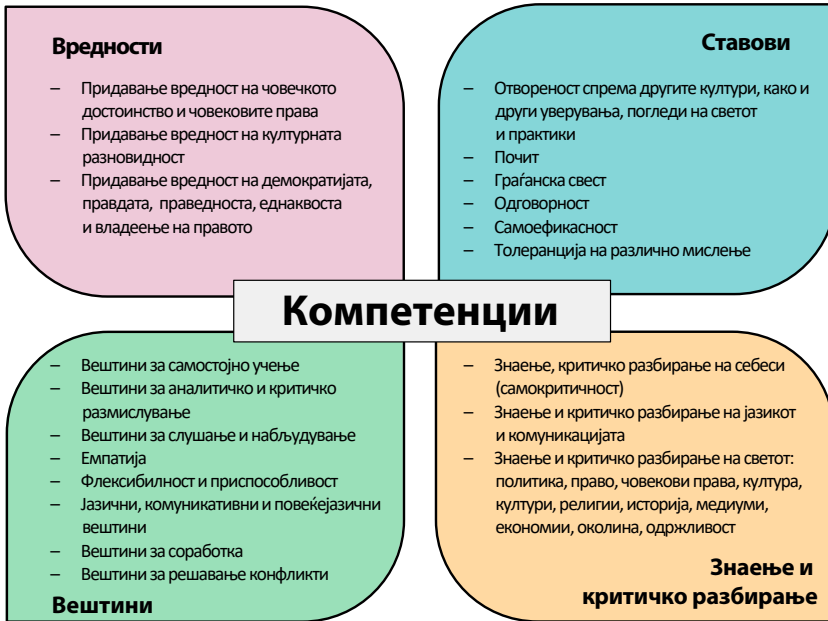 Вредности
– Придавање вредност на човечкото
достоинство и човековите права
– Придавање вредност на културната
разновидност
– Придавање вредност на демократијата,
правдата, праведноста, еднаквоста
и владеење на правото
Ставови
– Отвореност спрема другите култури, како и
други уверувања, погледи на светот
и практики
– Почит
– Граѓанска свест
– Одговорност
– Самоефикасност
– Толеранција на различно мислење
Компетенции
– Вештини за самостојно учење
– Вештини за аналитичко и критичко
размислување
– Вештини за слушање и набљудување
– Емпатија
– Флексибилност и приспособливост
– Јазични, комуникативни и повеќејазични
вештини
– Вештини за соработка
– Вештини за решавање конфликти
Вештини
– Знаење, критичко разбирање на себеси
(самокритичност)
– Знаење и критичко разбирање на јазикот
и комуникацијата
– Знаење и критичко разбирање на светот:
политика, право, човекови права, култура,
култури, религии, историја, медиуми,
економии, околина, одржливост
Знаење и
критичко разбирање